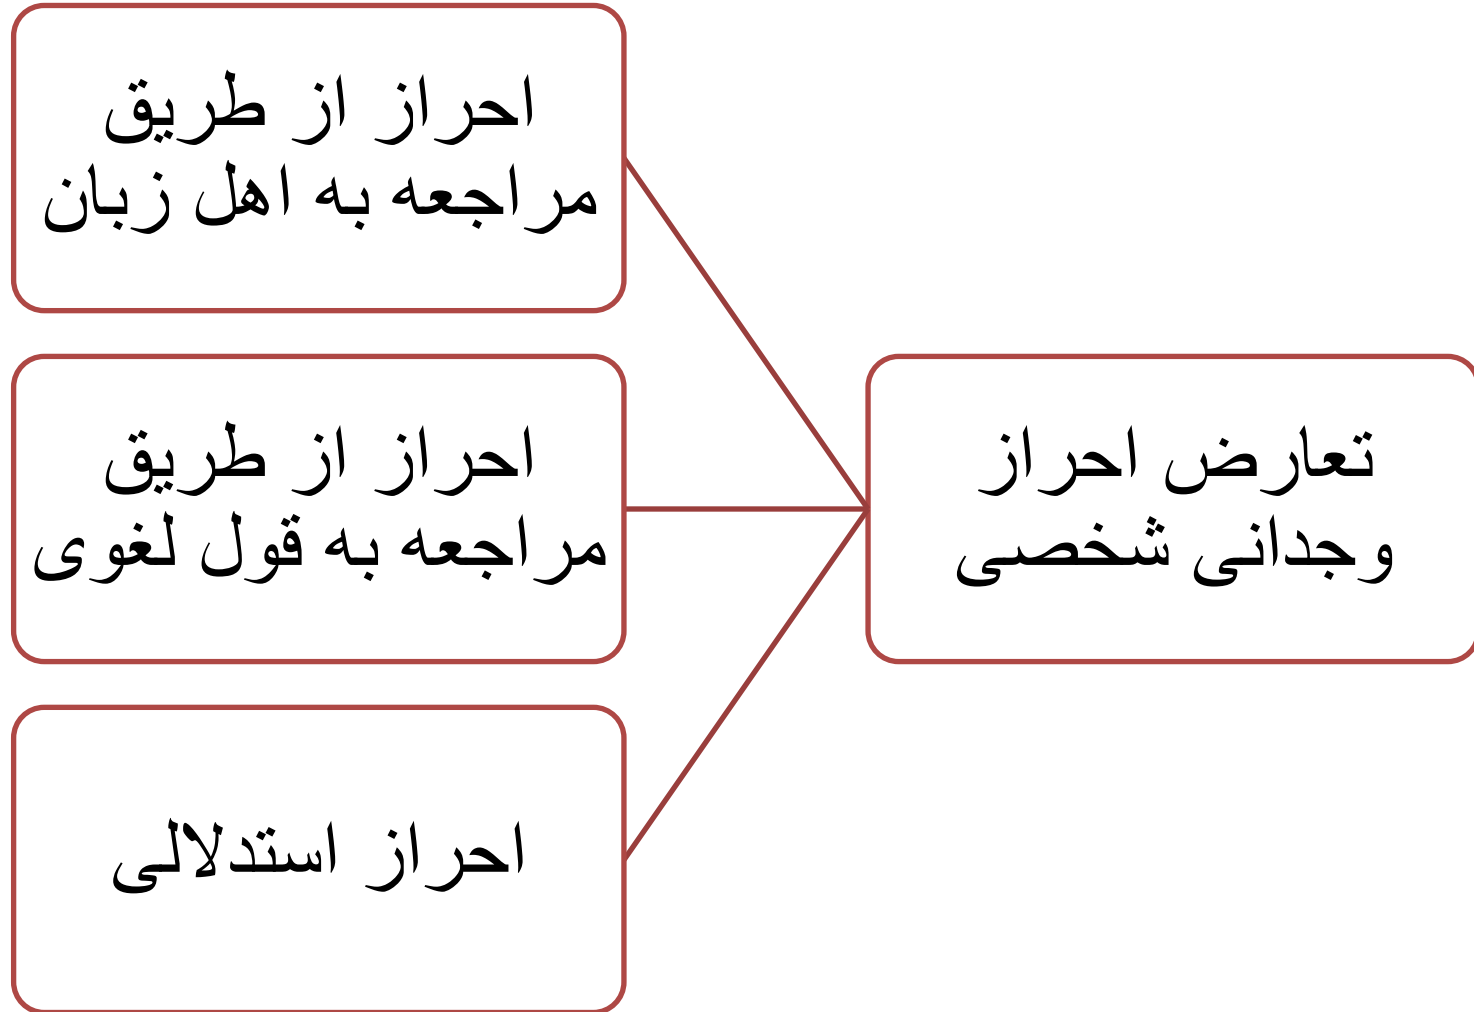 تعارض احراز
وجدانی شخصی
احراز از طریق
مراجعه به اهل زبان
احراز از طریق
مراجعه به قول لغوی
احراز استدلالی